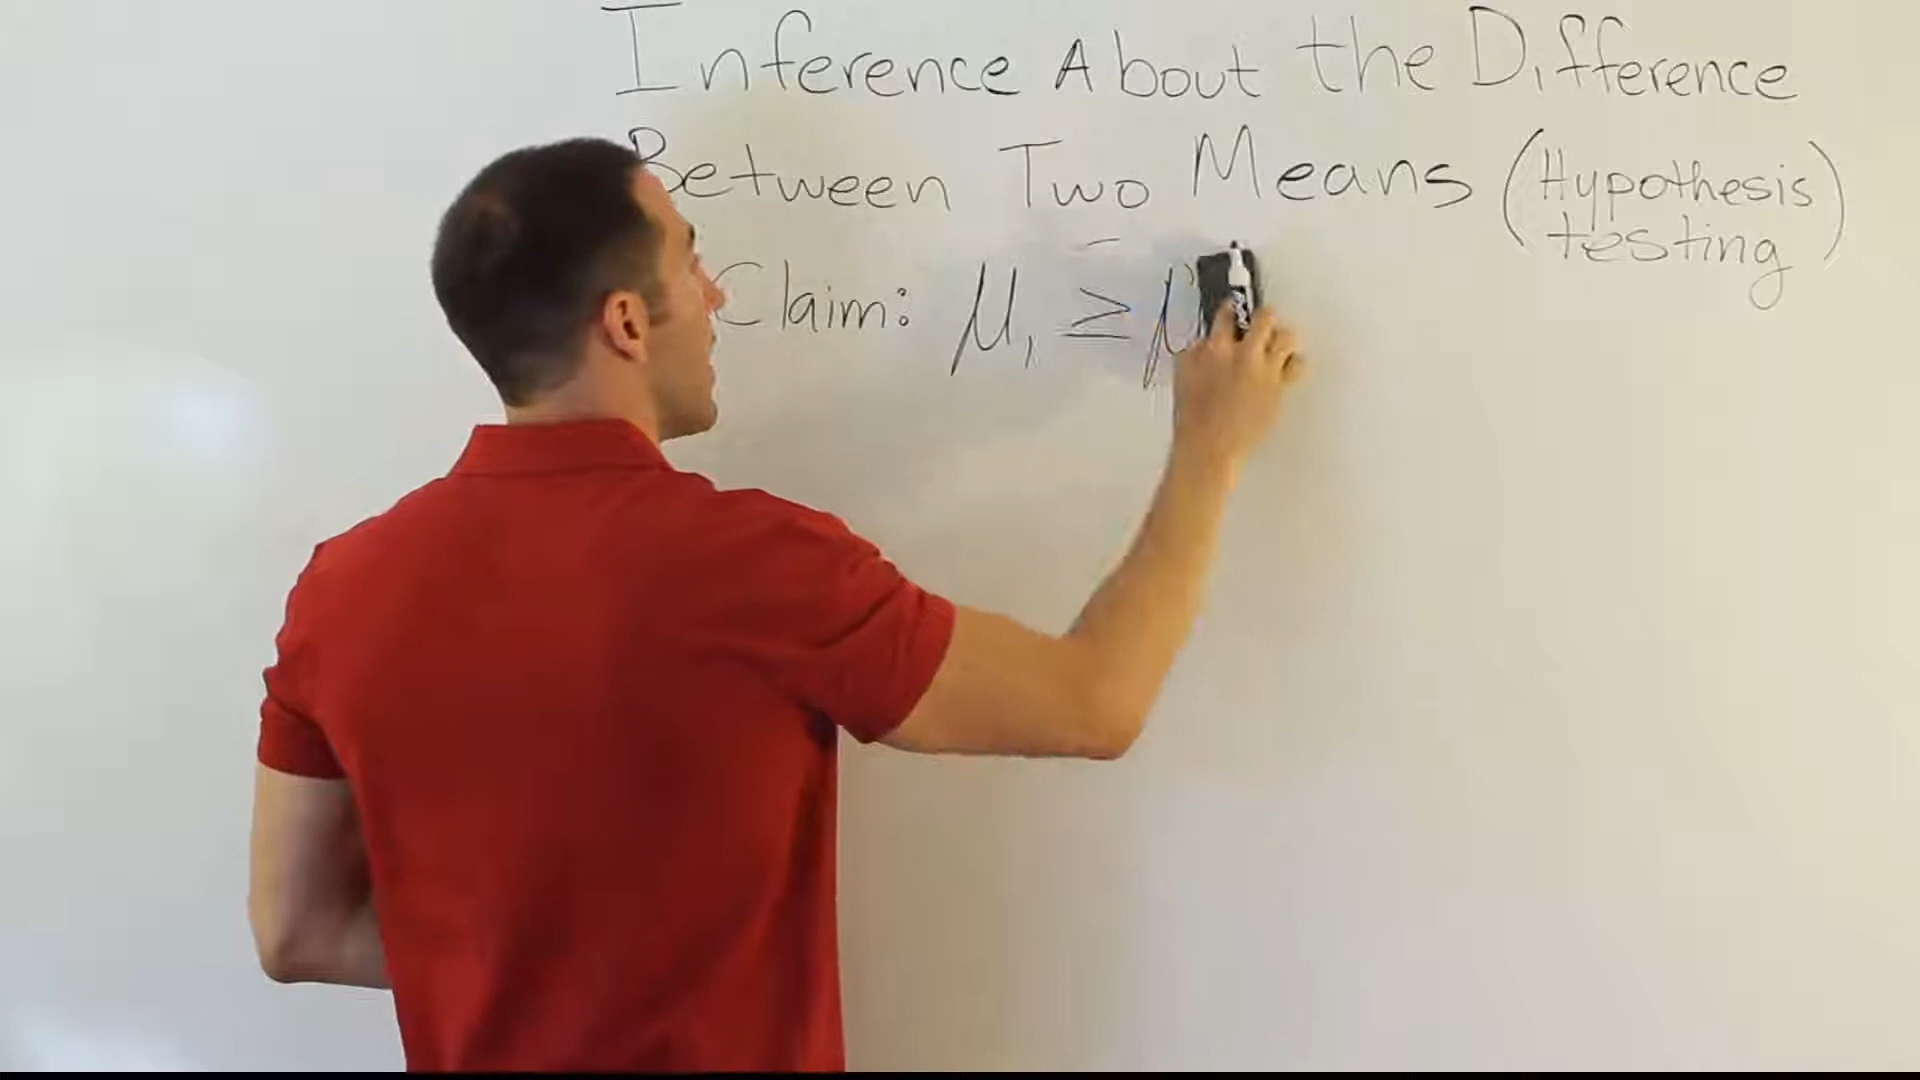 Inference About the Difference
Between Two Means (Hypothesis
testing)
Claim: μ₁ ≥ μ